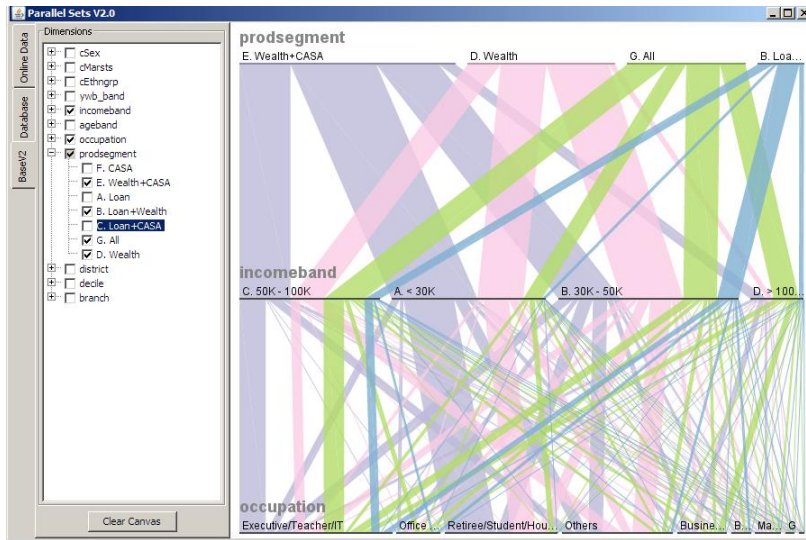 Parallel Sets V2.0
Online Data
Database
BaseV2
Dimensions
cSex
cMarsts
cEthngrp
ywb_band
incomeband
ageband
occupation
prodsegment
F. CASA
E. Wealth+CASA
A. Loan
B. Loan+Wealth
C. Loan+CASA
G. All
D. Wealth
district
decile
branch
Clear Canvas
prodsegment
E. Wealth+CASA D. Wealth G. All B. Loa...
incomeband
C. 50K - 100K A. < 30K B. 30K - 50K D. > 100...
occupation
Executive/Teacher/IT Office ... Retiree/Student/Hou... Others Busine... B... Ma... G